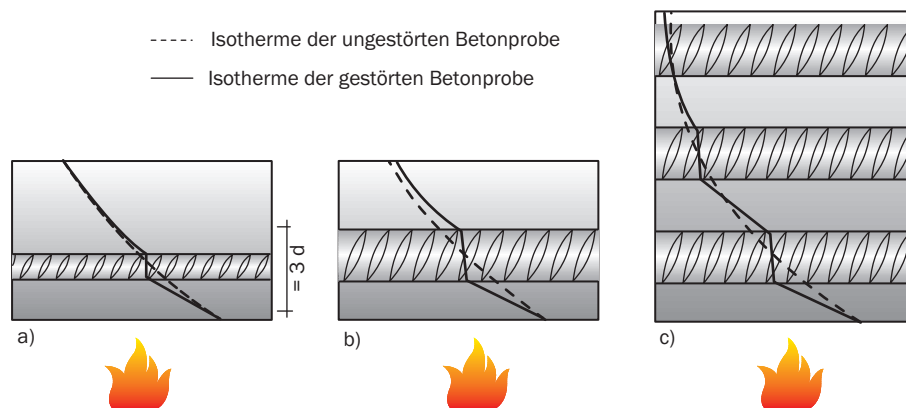 Isotherme der ungestörten Betonprobe
Isotherme der gestörten Betonprobe
= 3 d
a)
b)
c)